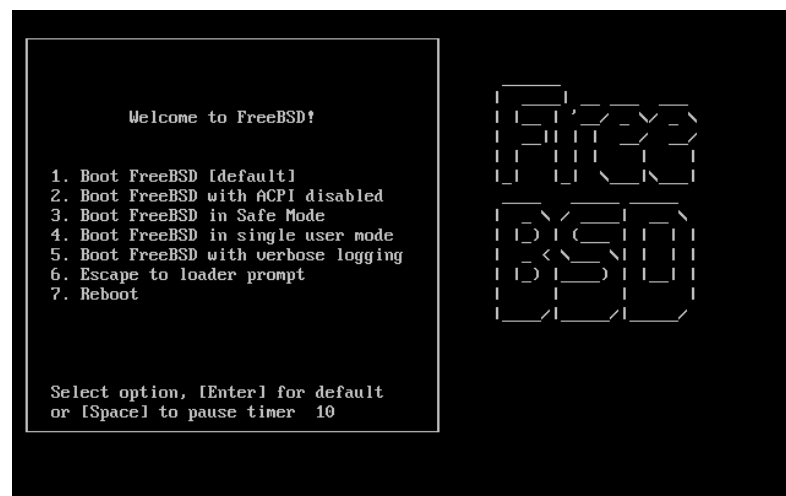 Welcome to FreeBSD!
1. Boot FreeBSD [default]
2. Boot FreeBSD with ACPI disabled
3. Boot FreeBSD in Safe Mode
4. Boot FreeBSD in single user mode
5. Boot FreeBSD with verbose logging
6. Escape to loader prompt
7. Reboot
Select option, [Enter] for default
or [Space] to pause timer  10
Free
BSD